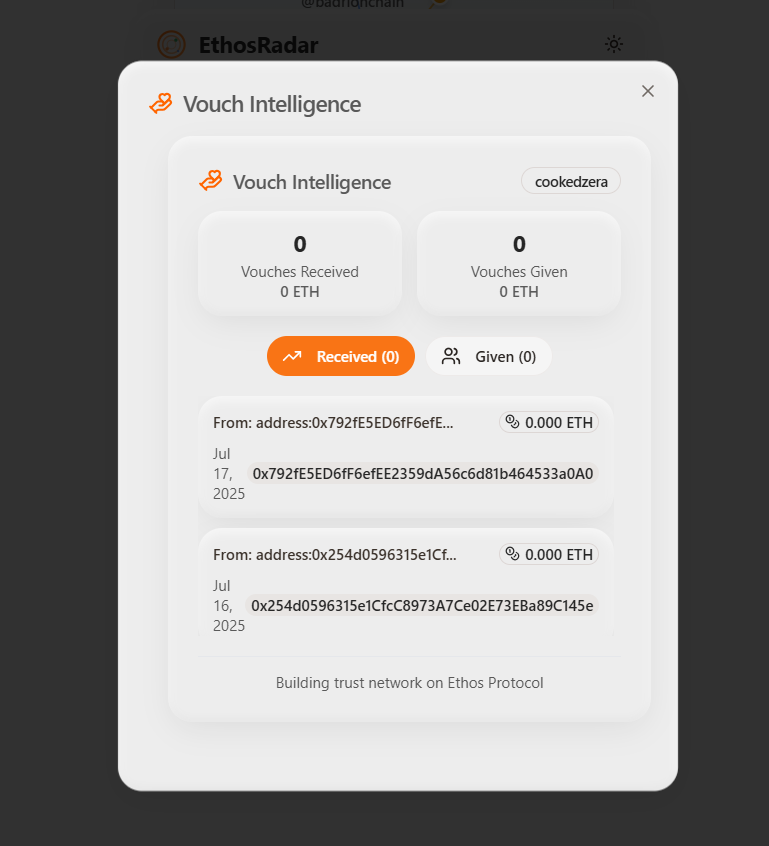 @badrionchain
EthosRadar
Vouch Intelligence
Vouch Intelligence
cookedzera
0
Vouches Received
0 ETH
0
Vouches Given
0 ETH
Received (0)
Given (0)
From: address:0x792fE5ED6fF6efE...
0.000 ETH
Jul
17,
2025
0x792fE5ED6fF6efEE2359dA56c6d81b464533a0A0
From: address:0x254d0596315e1Cf...
0.000 ETH
Jul
16,
2025
0x254d0596315e1CfcC8973A7Ce02E73EBa89C145e
Building trust network on Ethos Protocol